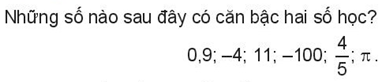 Những số nào sau đây có căn bậc hai số học?
0,9; –4; 11; –100; 4/5; π.